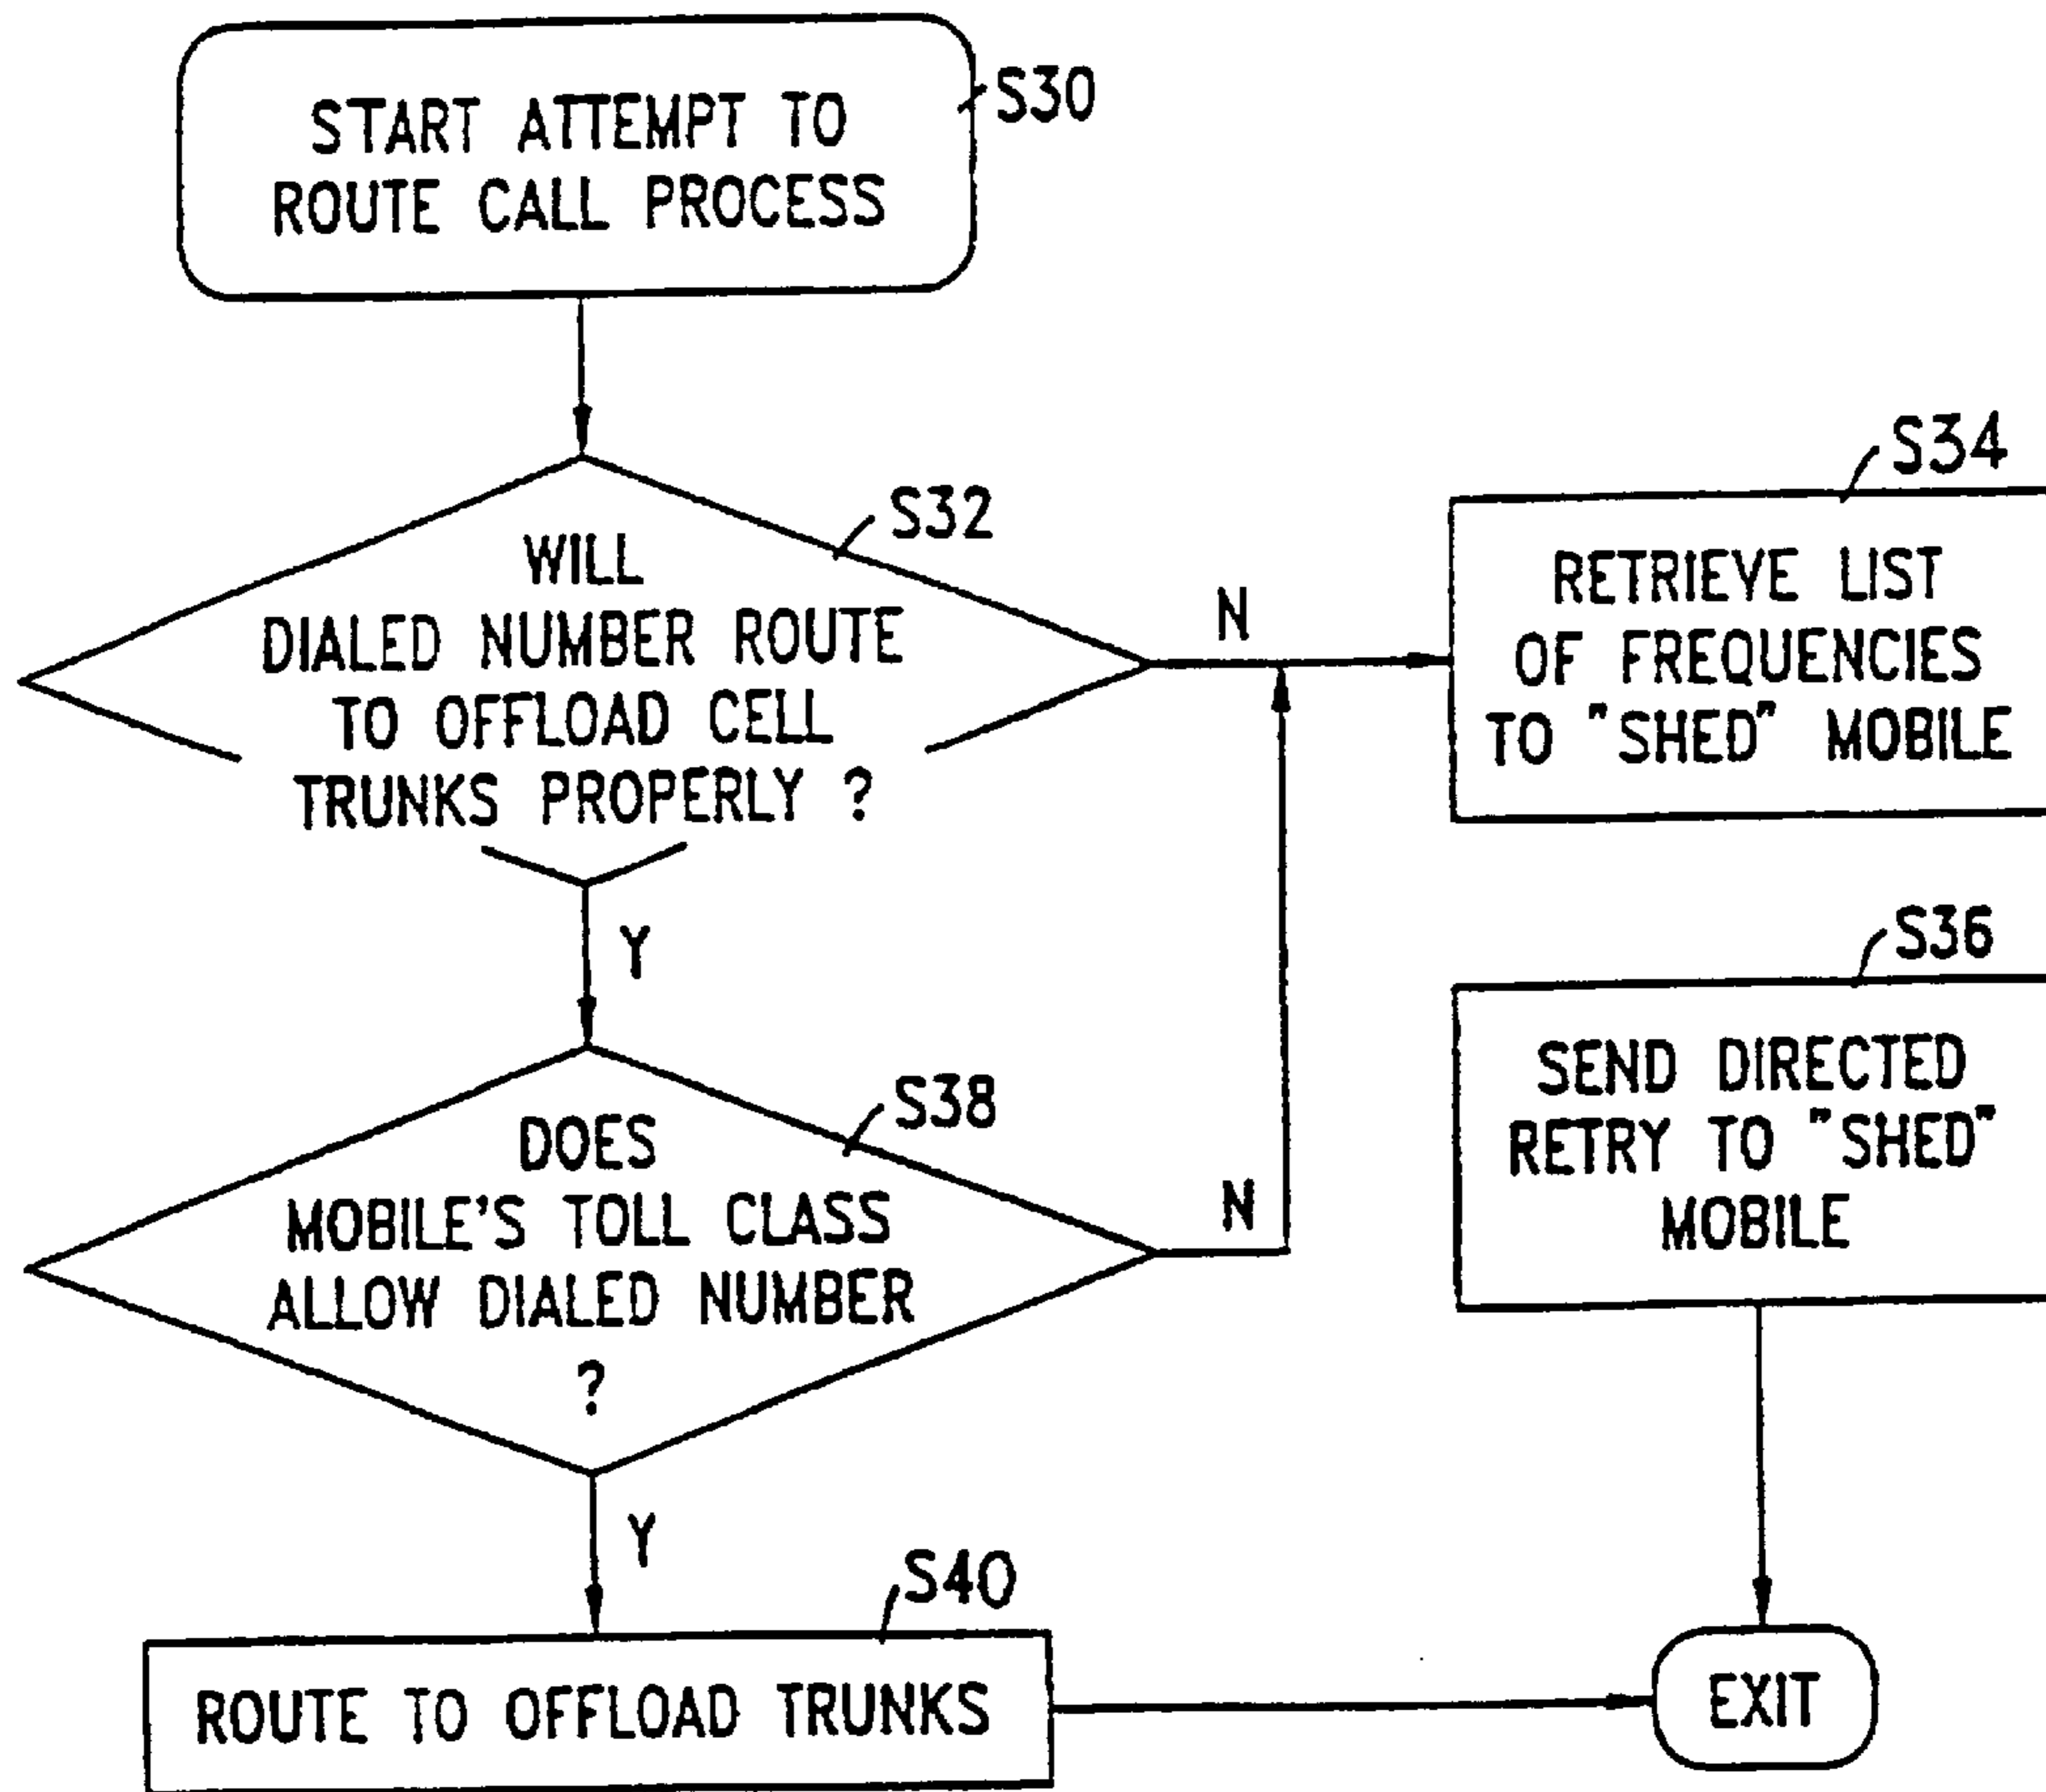 START ATTEMPT TO
ROUTE CALL PROCESS
S30
S32
WILL
DIALED NUMBER ROUTE
TO OFFLOAD CELL
TRUNKS PROPERLY ?
N
S34
RETRIEVE LIST
OF FREQUENCIES
TO "SHED" MOBILE
Y
S36
SEND DIRECTED
RETRY TO "SHED"
MOBILE
S38
DOES
MOBILE'S TOLL CLASS
ALLOW DIALED NUMBER
?
N
Y
S40
ROUTE TO OFFLOAD TRUNKS
EXIT